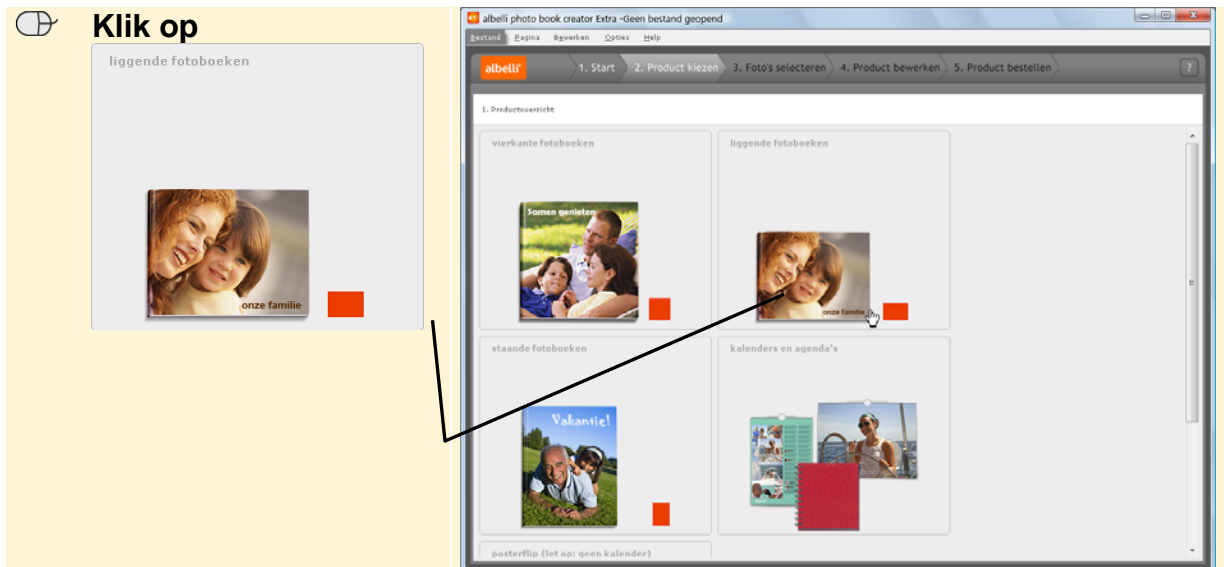 Klik op
liggende fotoboeken
onze familie
albelli photo book creator Extra -Geen bestand geopend
Bestand Pagina Bewerken Opties Help
albelli 1. Start 2. Product kiezen 3. Foto's selecteren 4. Product bewerken 5. Product bestellen ?
1. Productoverzicht
vierkante fotoboeken
Samen genieten
liggende fotoboeken
onze familie
staande fotoboeken
Vakantie!
kalenders en agenda's
posterflip (let op: geen kalender)